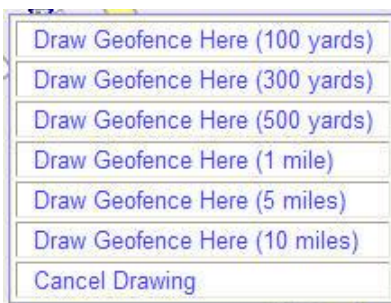 Draw Geofence Here (100 yards)
Draw Geofence Here (300 yards)
Draw Geofence Here (500 yards)
Draw Geofence Here (1 mile)
Draw Geofence Here (5 miles)
Draw Geofence Here (10 miles)
Cancel Drawing